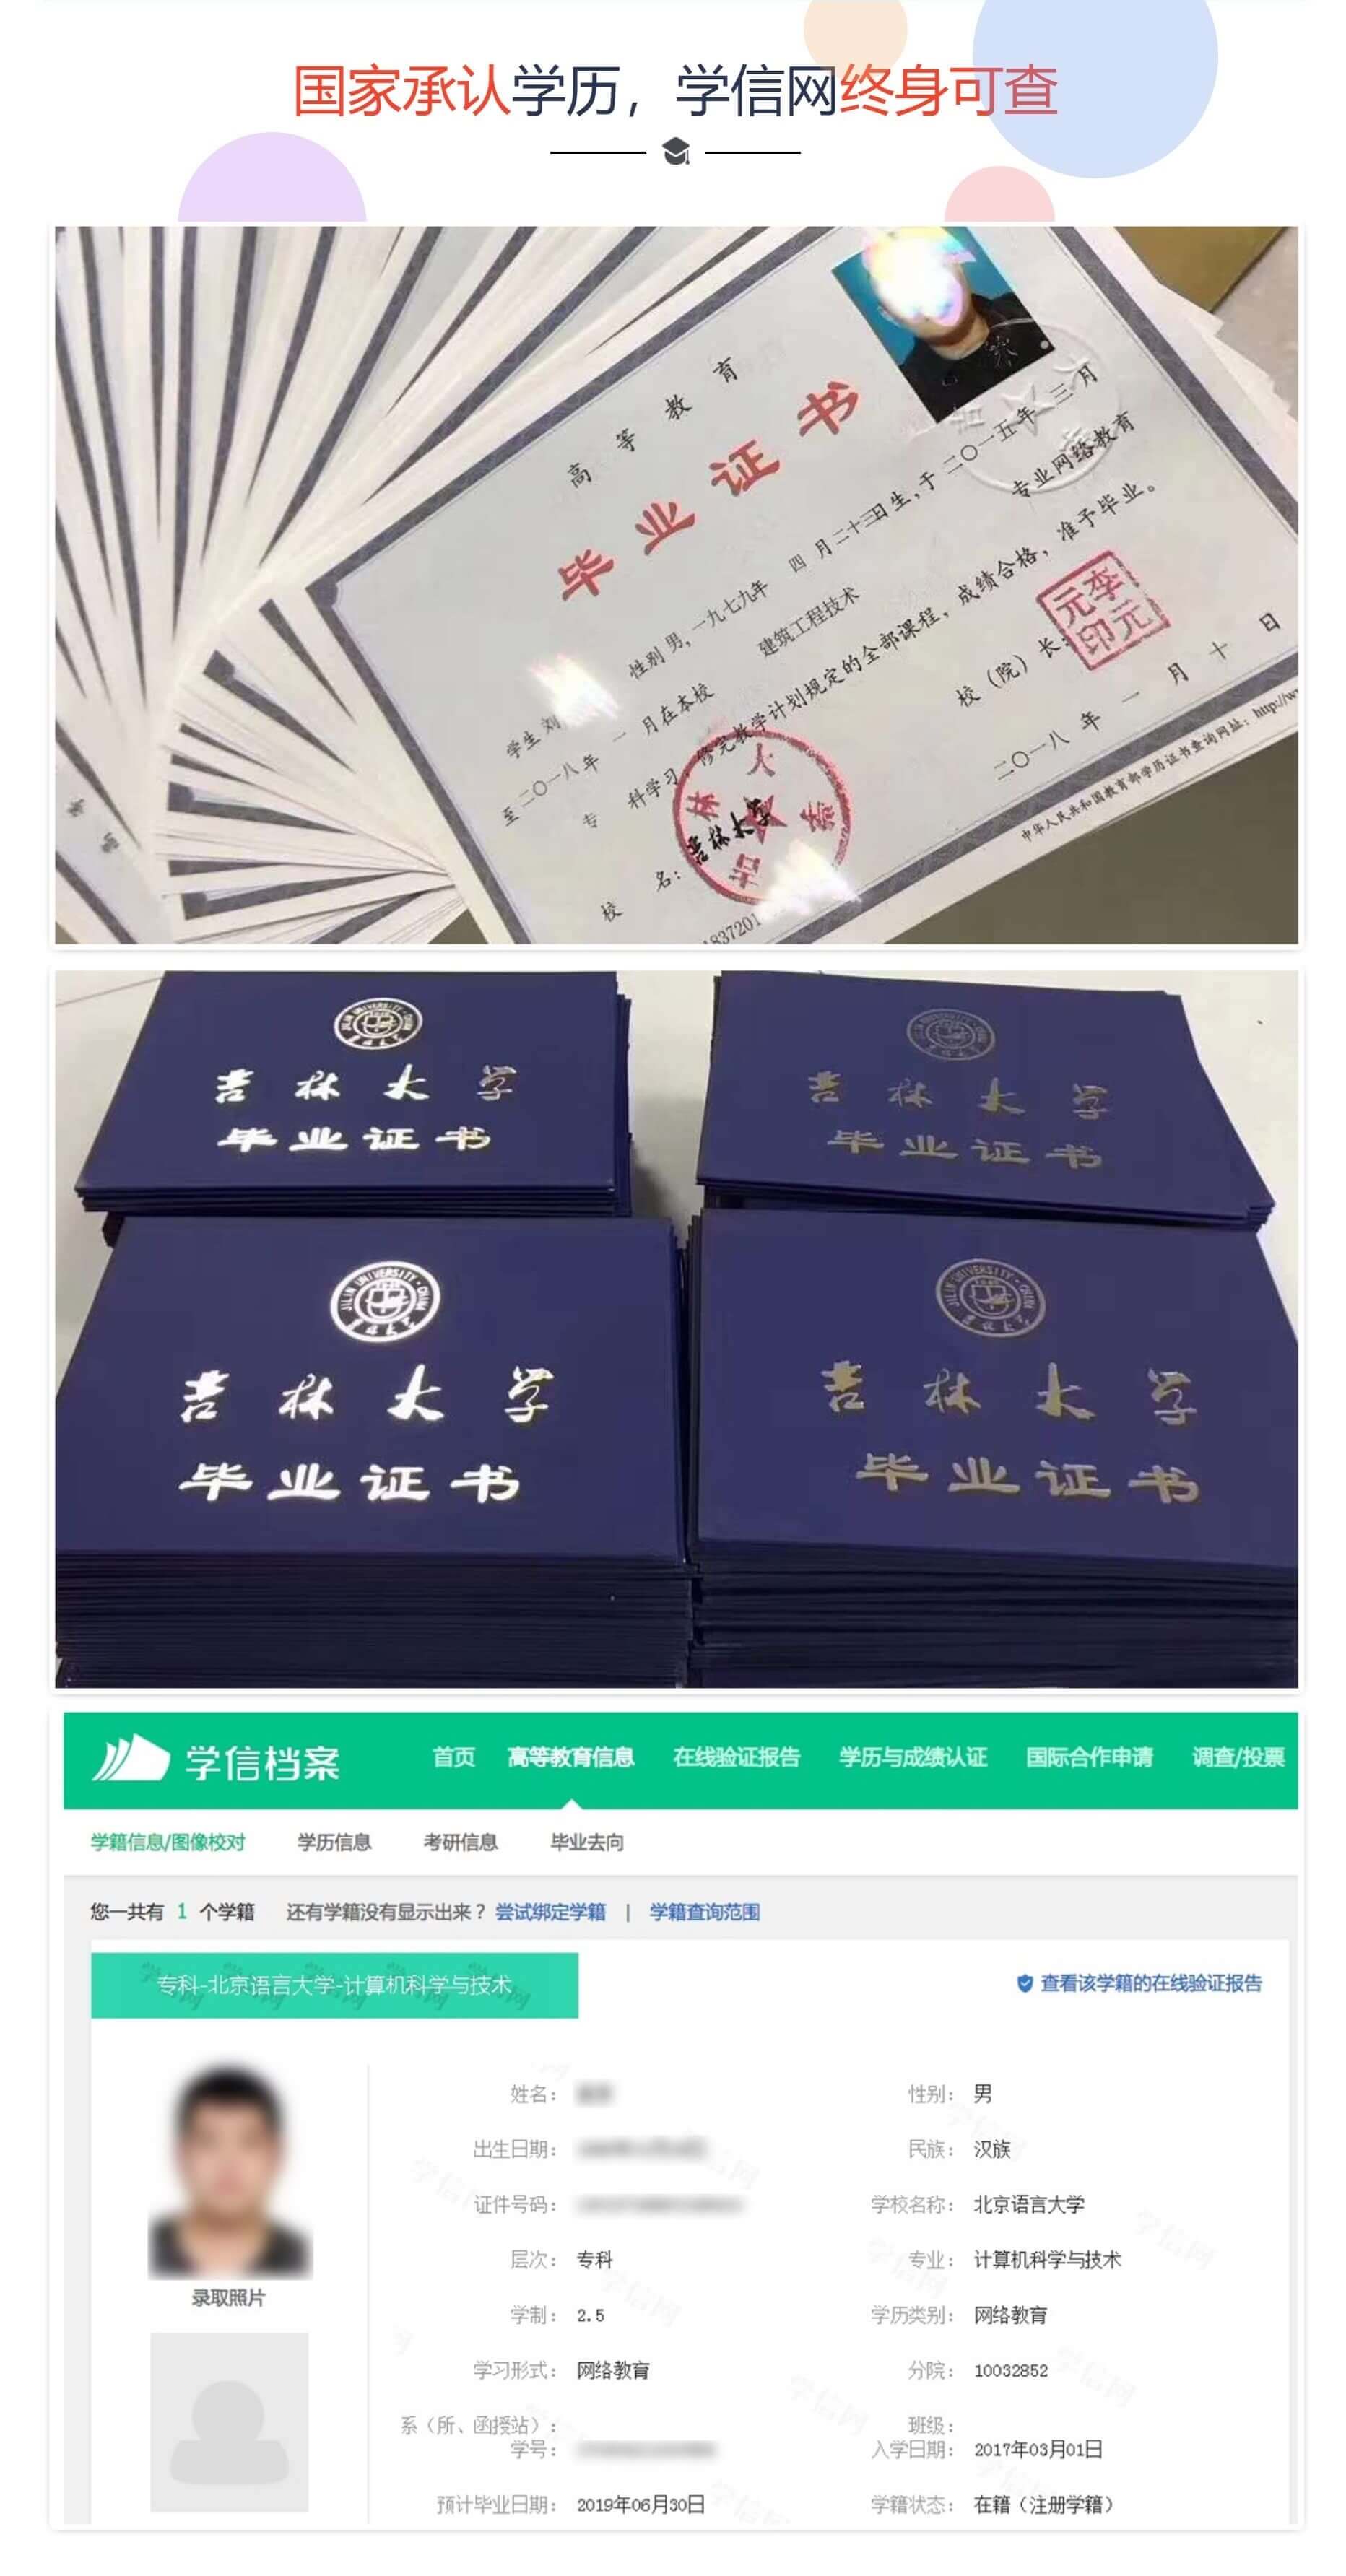 国家承认学历，学信网终身可查
高等教育
毕业证书
学生 刘
性别 男，一九七九年 四 月二十三日生，于 二〇一五年 三 月
至二〇一八年 一 月在本校 建筑工程技术 专业网络教育
专 科学习，修完教学计划规定的全部课程，成绩合格，准予毕业。
校 名：吉林大学
校（院）长：
李元元印
二〇一八 年 一 月 十 日
中华人民共和国教育部学历证书查询网址：http://w
837201
JILIN UNIVERSITY·CHINA
吉林大学
毕业证书
JILIN UNIVERSITY·CHINA
吉林大学
毕业证书
JILIN UNIVERSITY·CHINA
吉林大学
毕业证书
JILIN UNIVERSITY·CHINA
吉林大学
毕业证书
学信档案 首页 高等教育信息 在线验证报告 学历与成绩认证 国际合作申请 调查/投票
学籍信息/图像校对 学历信息 考研信息 毕业去向
您一共有 1 个学籍 还有学籍没有显示出来？尝试绑定学籍 | 学籍查询范围
专科-北京语言大学-计算机科学与技术 查看该学籍的在线验证报告
姓名： 性别： 男
出生日期： 民族： 汉族
证件号码： 学校名称： 北京语言大学
层次： 专科 专业： 计算机科学与技术
录取照片
学制： 2.5 学历类别： 网络教育
学习形式： 网络教育 分院： 10032852
系（所、函授站）： 班级：
学号： 入学日期： 2017年03月01日
预计毕业日期： 2019年06月30日 学籍状态： 在籍（注册学籍）